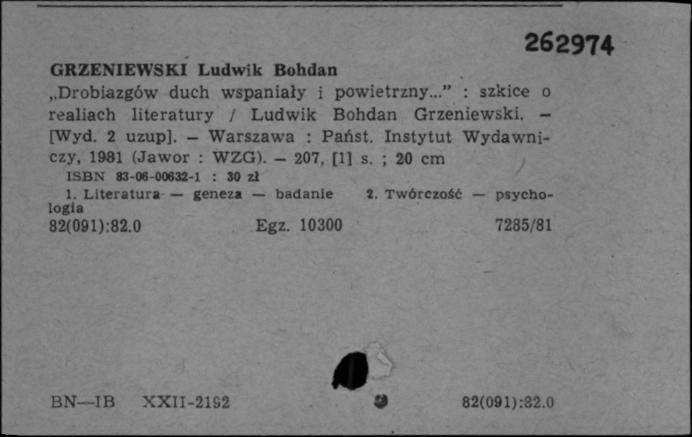 262974
GRZENIEWSKI Ludwik Bohdan
„Drobiazgów duch wspaniały i powietrzny...” : szkice o
realiach literatury / Ludwik Bohdan Grzeniewski. —
[Wyd. 2 uzup]. — Warszawa : Państ. Instytut Wydawni-
czy, 1981 (Jawor : WZG). — 207, [1] s. ; 20 cm
ISBN 83-06-00632-1 : 30 zł
1. Literatura — geneza — badanie 2. Twórczość — psycho-
logia
82(091):82.0 Egz. 10300 7285/81
BN—IB XXII-2192 82(091):82.0